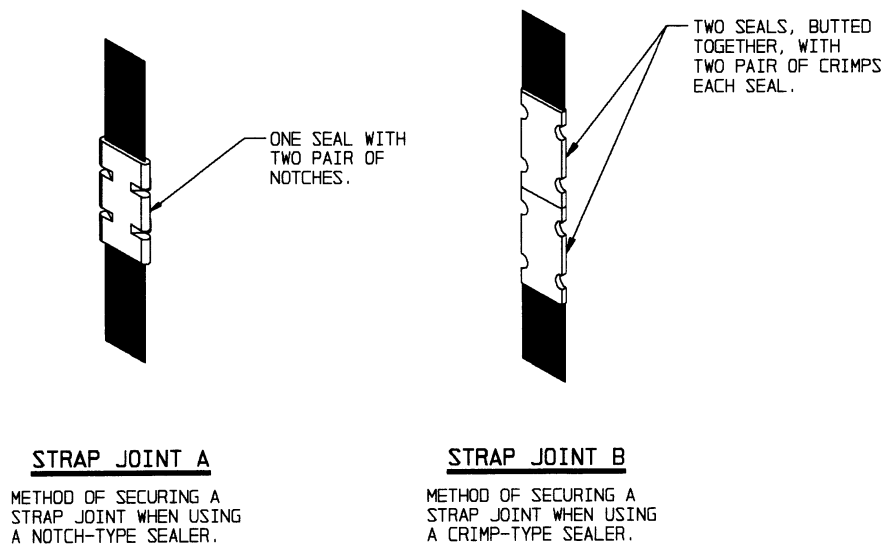 ONE SEAL WITH
TWO PAIR OF
NOTCHES.
TWO SEALS, BUTTED
TOGETHER, WITH
TWO PAIR OF CRIMPS
EACH SEAL.
STRAP JOINT A
METHOD OF SECURING A
STRAP JOINT WHEN USING
A NOTCH-TYPE SEALER.
STRAP JOINT B
METHOD OF SECURING A
STRAP JOINT WHEN USING
A CRIMP-TYPE SEALER.